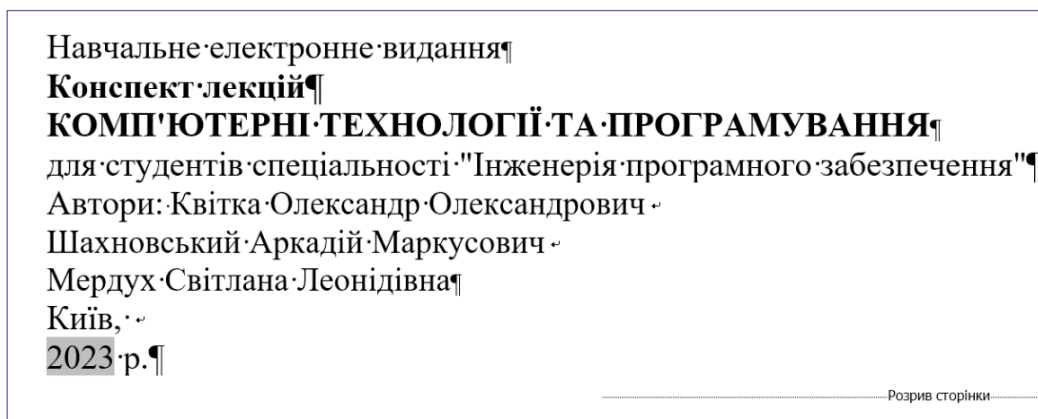 Навчальне·електронне·видання¶
Конспект·лекцій¶
КОМП'ЮТЕРНІ·ТЕХНОЛОГІЇ·ТА·ПРОГРАМУВАННЯ¶
для·студентів·спеціальності·"Інженерія·програмного·забезпечення"¶
Автори:·Квітка·Олександр·Олександрович·↵
Шахновський·Аркадій·Маркусович·↵
Мердух·Світлана·Леонідівна¶
Київ,·↵
2023·р.¶
Розрив сторінки